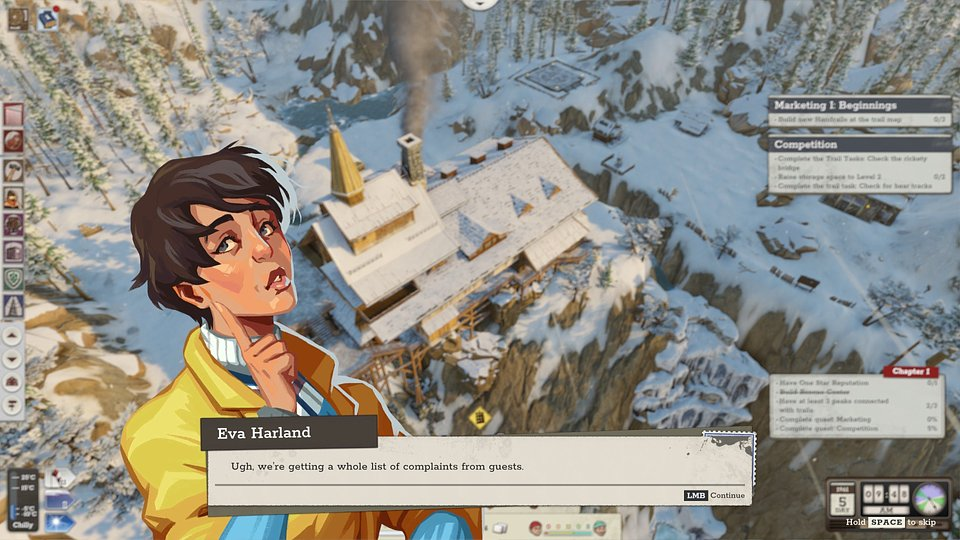 Marketing I: Beginnings
- Build new Handrails at the trail map 0/3
Competition
- Complete the Trail Tasks: Check the rickety
bridge
- Raise storage space to Level 2 0/2
- Complete the trail task: Check for bear tracks
Chapter 1
- Have One Star Reputation 0/1
- Build Rescue Center
- Have at least 3 peaks connected
with trails 2/3
- Complete quest: Marketing 0%
- Complete quest: Competition 5%
Eva Harland
Ugh, we're getting a whole list of complaints from guests.
LMB Continue
Chilly
5
DAY
09:48
AM
Hold SPACE to skip